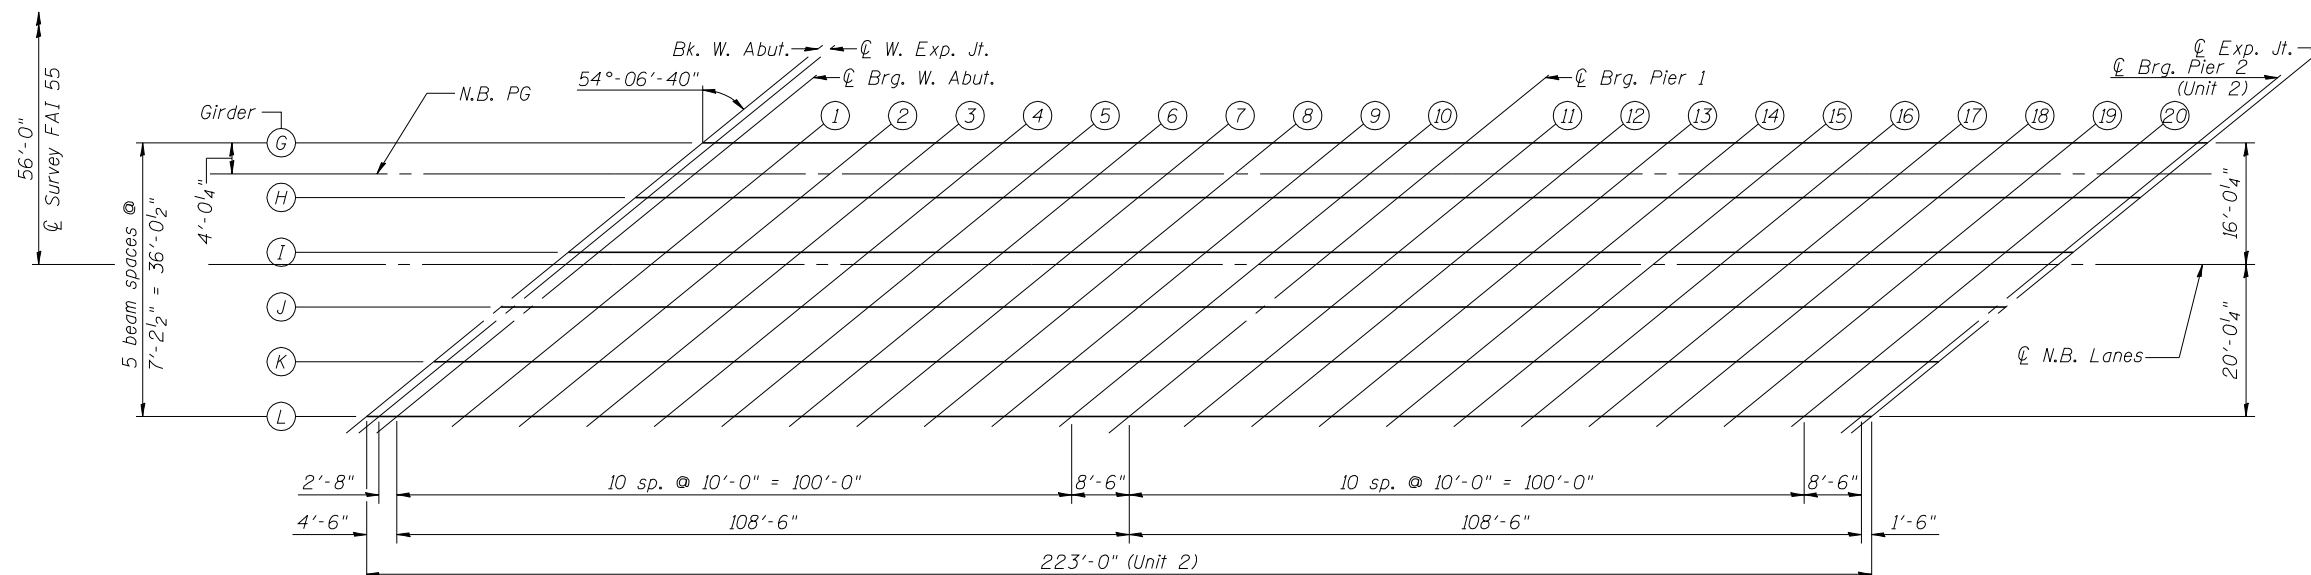 Bk. W. Abut.
℄ W. Exp. Jt.
℄ Brg. W. Abut.
54°-06'-40"
N.B. PG
Girder
℄ Brg. Pier 1
℄ Exp. Jt.
℄ Brg. Pier 2
(Unit 2)
1 2 3 4 5 6 7 8 9 10 11 12 13 14 15 16 17 18 19 20
56'-0"
℄ Survey FAI 55
5 beam spaces @
7'-2½" = 36'-0½"
4'-0¼"
G
H
I
J
K
L
16'-0¼"
20'-0¼"
℄ N.B. Lanes
2'-8"
10 sp. @ 10'-0" = 100'-0"
8'-6"
10 sp. @ 10'-0" = 100'-0"
8'-6"
4'-6"
108'-6"
108'-6"
1'-6"
223'-0" (Unit 2)